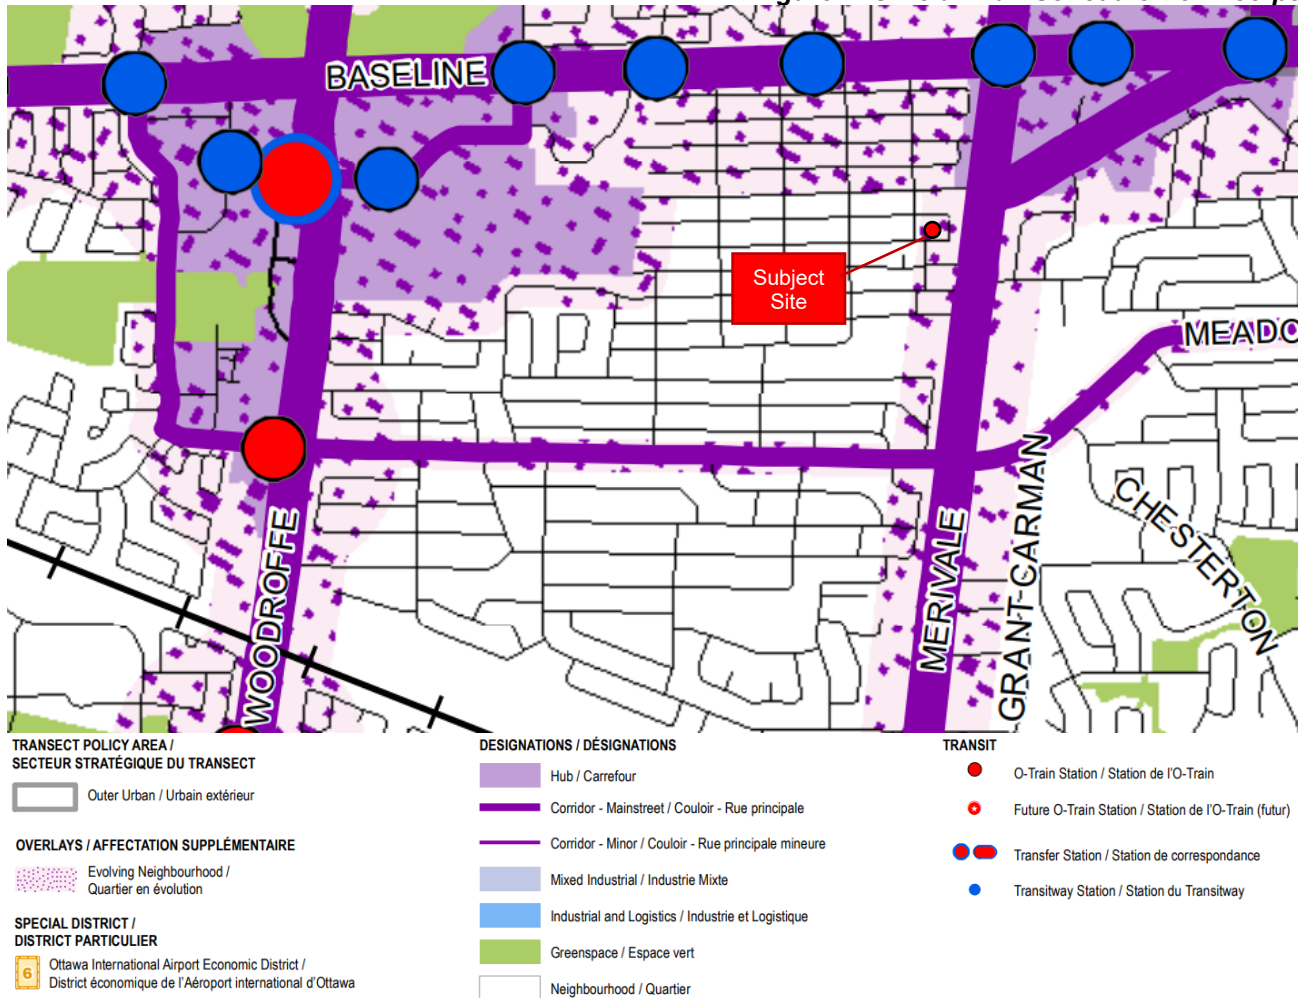 BASELINE
Subject
Site
MEADO
WOODROFFE
MERIVALE
GRANT-CARMAN
CHESTERTON
TRANSECT POLICY AREA /
SECTEUR STRATÉGIQUE DU TRANSECT
Outer Urban / Urbain extérieur
OVERLAYS / AFFECTATION SUPPLÉMENTAIRE
Evolving Neighbourhood /
Quartier en évolution
SPECIAL DISTRICT /
DISTRICT PARTICULIER
6
Ottawa International Airport Economic District /
District économique de l'Aéroport international d'Ottawa
DESIGNATIONS / DÉSIGNATIONS
Hub / Carrefour
Corridor - Mainstreet / Couloir - Rue principale
Corridor - Minor / Couloir - Rue principale mineure
Mixed Industrial / Industrie Mixte
Industrial and Logistics / Industrie et Logistique
Greenspace / Espace vert
Neighbourhood / Quartier
TRANSIT
O-Train Station / Station de l'O-Train
Future O-Train Station / Station de l'O-Train (futur)
Transfer Station / Station de correspondance
Transitway Station / Station du Transitway